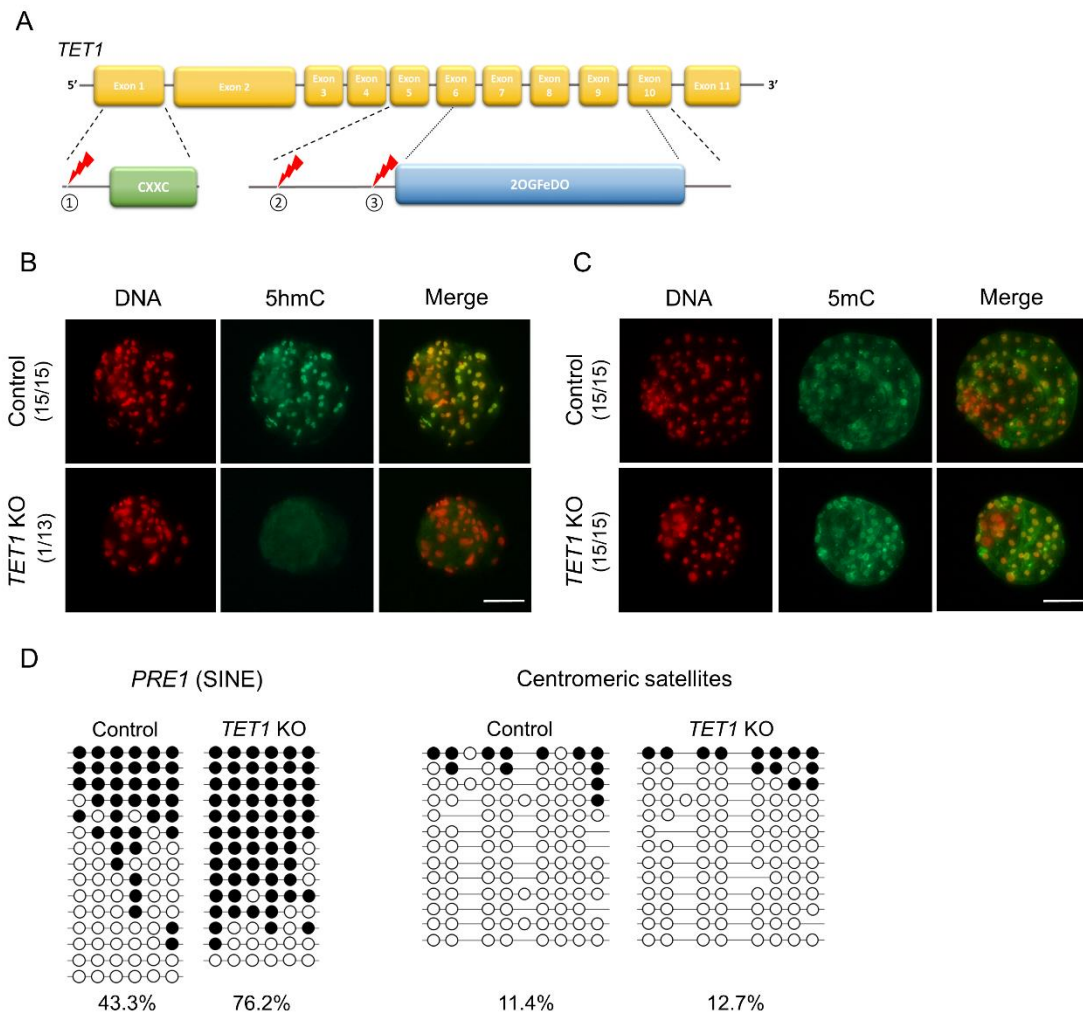 A
TET1
5’ Exon 1 Exon 2 Exon 3 Exon 4 Exon 5 Exon 6 Exon 7 Exon 8 Exon 9 Exon 10 Exon 11 3’
CXXC 2OGFeDO
① ② ③
B
DNA 5hmC Merge
Control (15/15)
TET1 KO (1/13)
C
DNA 5mC Merge
Control (15/15)
TET1 KO (15/15)
D
PRE1 (SINE) Centromeric satellites
Control TET1 KO Control TET1 KO
43.3% 76.2% 11.4% 12.7%